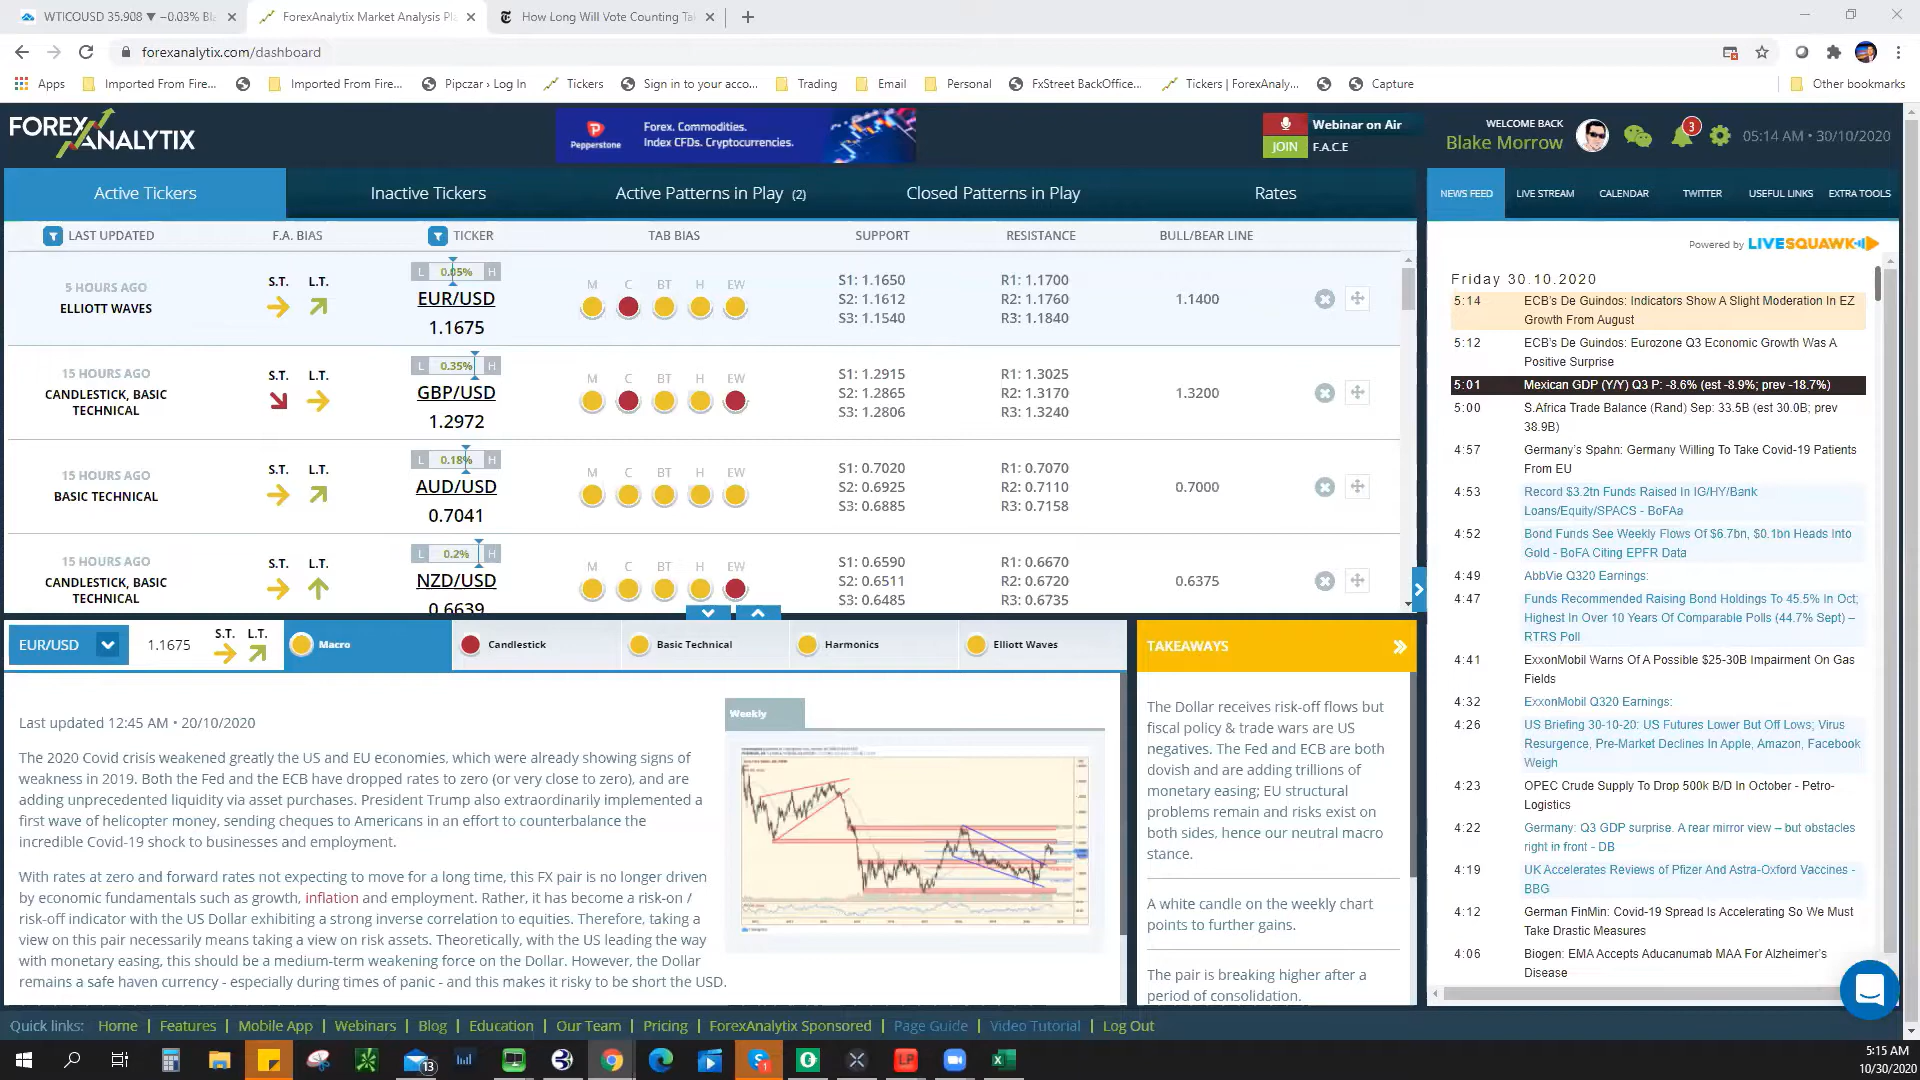 WTICOUSD 35.908 ▼ −0.03% Bl
ForexAnalytix Market Analysis Pl
How Long Will Vote Counting Ta
forexanalytix.com/dashboard
Apps
Imported From Fire...
Imported From Fire...
Pipczar › Log In
Tickers
Sign in to your acco...
Trading
Email
Personal
FxStreet BackOffice...
Tickers | ForexAnaly...
Capture
Other bookmarks
FOREX
ANALYTIX
Pepperstone
Forex. Commodities.
Index CFDs. Cryptocurrencies.
Webinar on Air
JOIN F.A.C.E
WELCOME BACK
Blake Morrow
3
05:14 AM • 30/10/2020
Active Tickers
Inactive Tickers
Active Patterns in Play (2)
Closed Patterns in Play
Rates
NEWS FEED
LIVE STREAM
CALENDAR
TWITTER
USEFUL LINKS
EXTRA TOOLS
LAST UPDATED F.A. BIAS TICKER TAB BIAS SUPPORT RESISTANCE BULL/BEAR LINE
5 HOURS AGO
ELLIOTT WAVES
S.T. L.T.
L 0.05% H
EUR/USD
1.1675
M C BT H EW
S1: 1.1650
S2: 1.1612
S3: 1.1540
R1: 1.1700
R2: 1.1760
R3: 1.1840
1.1400
15 HOURS AGO
CANDLESTICK, BASIC
TECHNICAL
S.T. L.T.
L 0.35% H
GBP/USD
1.2972
M C BT H EW
S1: 1.2915
S2: 1.2865
S3: 1.2806
R1: 1.3025
R2: 1.3170
R3: 1.3240
1.3200
15 HOURS AGO
BASIC TECHNICAL
S.T. L.T.
L 0.18% H
AUD/USD
0.7041
M C BT H EW
S1: 0.7020
S2: 0.6925
S3: 0.6885
R1: 0.7070
R2: 0.7110
R3: 0.7158
0.7000
15 HOURS AGO
CANDLESTICK, BASIC
TECHNICAL
S.T. L.T.
L 0.2% H
NZD/USD
0.6639
M C BT H EW
S1: 0.6590
S2: 0.6511
S3: 0.6485
R1: 0.6670
R2: 0.6720
R3: 0.6735
0.6375
EUR/USD
1.1675
S.T. L.T.
Macro
Candlestick
Basic Technical
Harmonics
Elliott Waves
Last updated 12:45 AM • 20/10/2020
The 2020 Covid crisis weakened greatly the US and EU economies, which were already showing signs of
weakness in 2019. Both the Fed and the ECB have dropped rates to zero (or very close to zero), and are
adding unprecedented liquidity via asset purchases. President Trump also extraordinarily implemented a
first wave of helicopter money, sending cheques to Americans in an effort to counterbalance the
incredible Covid-19 shock to businesses and employment.
With rates at zero and forward rates not expecting to move for a long time, this FX pair is no longer driven
by economic fundamentals such as growth, inflation and employment. Rather, it has become a risk-on /
risk-off indicator with the US Dollar exhibiting a strong inverse correlation to equities. Therefore, taking a
view on this pair necessarily means taking a view on risk assets. Theoretically, with the US leading the way
with monetary easing, this should be a medium-term weakening force on the Dollar. However, the Dollar
remains a safe haven currency - especially during times of panic - and this makes it risky to be short the USD.
Weekly
TAKEAWAYS
The Dollar receives risk-off flows but
fiscal policy & trade wars are US
negatives. The Fed and ECB are both
dovish and are adding trillions of
monetary easing; EU structural
problems remain and risks exist on
both sides, hence our neutral macro
stance.
A white candle on the weekly chart
points to further gains.
The pair is breaking higher after a
period of consolidation.
Powered by LIVESQUAWK
Friday 30.10.2020
5:14 ECB's De Guindos: Indicators Show A Slight Moderation In EZ
Growth From August
5:12 ECB's De Guindos: Eurozone Q3 Economic Growth Was A
Positive Surprise
5:01 Mexican GDP (Y/Y) Q3 P: -8.6% (est -8.9%; prev -18.7%)
5:00 S.Africa Trade Balance (Rand) Sep: 33.5B (est 30.0B; prev
38.9B)
4:57 Germany's Spahn: Germany Willing To Take Covid-19 Patients
From EU
4:53 Record $3.2tn Funds Raised In IG/HY/Bank
Loans/Equity/SPACS - BoFAa
4:52 Bond Funds See Weekly Flows Of $6.7bn, $0.1bn Heads Into
Gold - BoFA Citing EPFR Data
4:49 AbbVie Q320 Earnings:
4:47 Funds Recommended Raising Bond Holdings To 45.5% In Oct;
Highest In Over 10 Years Of Comparable Polls (44.7% Sept) –
RTRS Poll
4:41 ExxonMobil Warns Of A Possible $25-30B Impairment On Gas
Fields
4:32 ExxonMobil Q320 Earnings:
4:26 US Briefing 30-10-20: US Futures Lower But Off Lows; Virus
Resurgence, Pre-Market Declines In Apple, Amazon, Facebook
Weigh
4:23 OPEC Crude Supply To Drop 500k B/D In October - Petro-
Logistics
4:22 Germany: Q3 GDP surprise. A rear mirror view – but obstacles
right in front - DB
4:19 UK Accelerates Reviews of Pfizer And Astra-Oxford Vaccines -
BBG
4:12 German FinMin: Covid-19 Spread Is Accelerating So We Must
Take Drastic Measures
4:06 Biogen: EMA Accepts Aducanumab MAA For Alzheimer's
Disease
Quick links: Home | Features | Mobile App | Webinars | Blog | Education | Our Team | Pricing | ForexAnalytix Sponsored | Page Guide | Video Tutorial | Log Out
13
1
LP
5:15 AM
10/30/2020